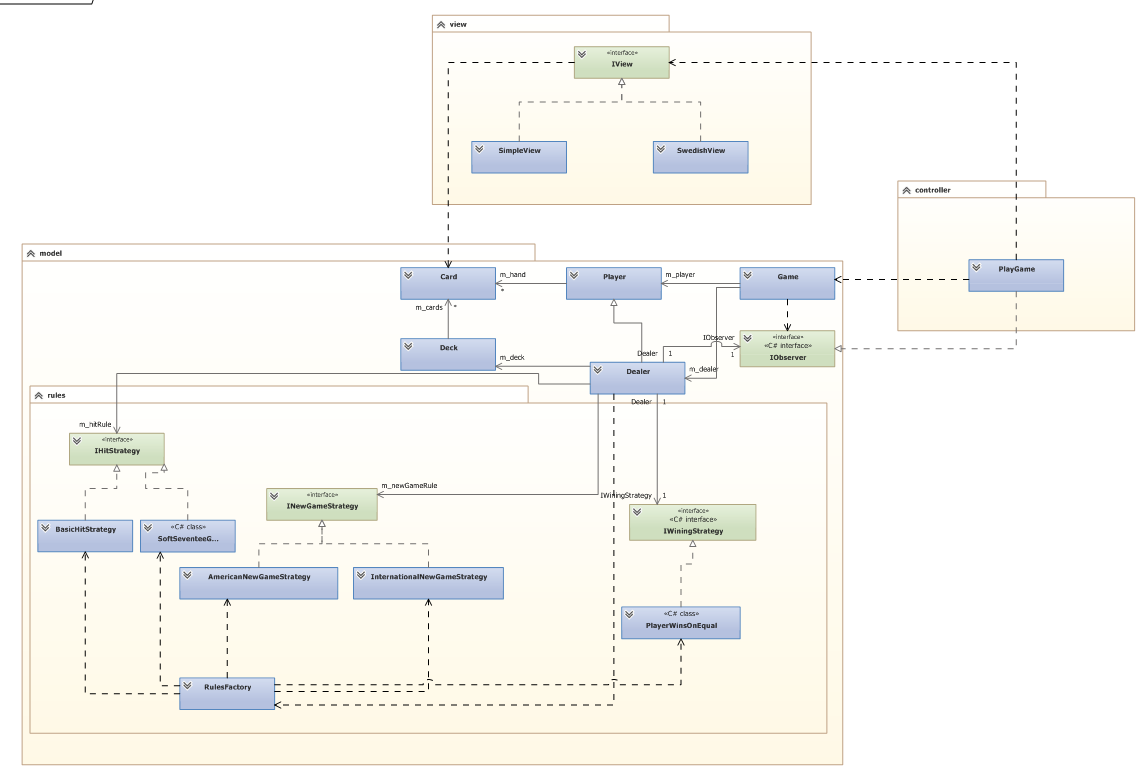 view
«interface»
IView
SimpleView
SwedishView
controller
PlayGame
model
Card
m_hand
*
Player
m_player
Game
m_cards
*
Deck
m_deck
Dealer
1
IObserver
1
«interface»
«C# interface»
IObserver
Dealer
m_dealer
Dealer
1
rules
m_hitRule
«interface»
IHitStrategy
m_newGameRule
«interface»
INewGameStrategy
IWiningStrategy
1
«interface»
«C# interface»
IWiningStrategy
BasicHitStrategy
«C# class»
SoftSeventeeG...
AmericanNewGameStrategy
InternationalNewGameStrategy
«C# class»
PlayerWinsOnEqual
RulesFactory